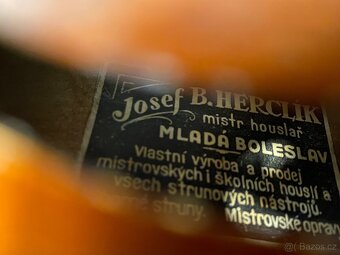 Josef B. HERCLÍK
mistr houslař
MLADÁ BOLESLAV
Vlastní výroba a prodej
mistrovských i školních houslí a
všech strunových nástrojů.
struny. Mistrovské opravy
Sbazos.cz